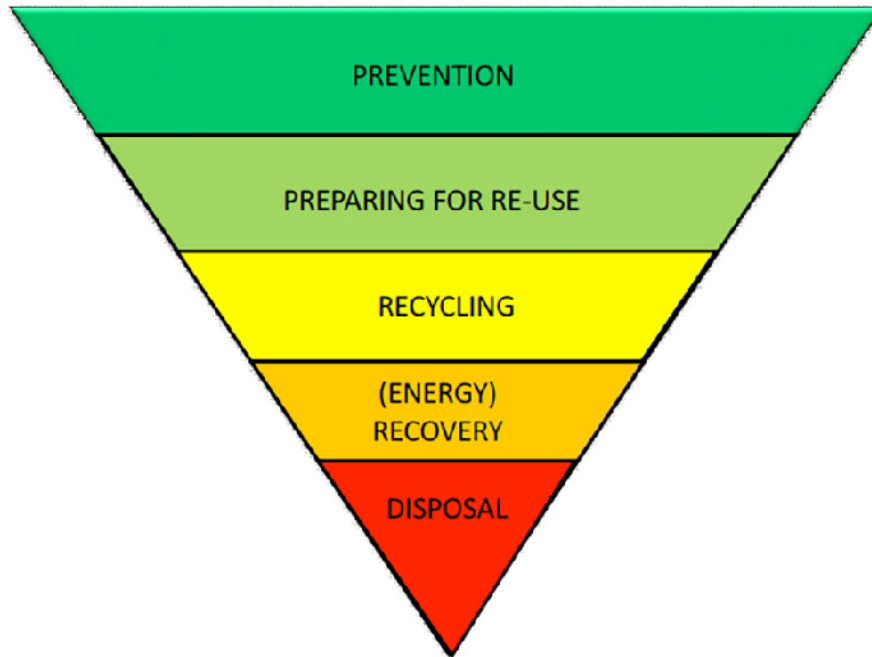 PREVENTION
PREPARING FOR RE-USE
RECYCLING
(ENERGY)
RECOVERY
DISPOSAL